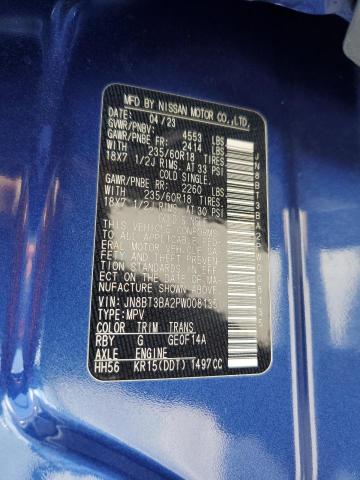 MFD BY NISSAN MOTOR CO.,LTD.
DATE: 04/23
GVWR/PNBV: 4553 LBS
GAWR/PNBE FR: 2414 LBS
WITH 235/60R18 TIRES
18X7 1/2J RIMS AT 33 PSI
COLD SINGLE.
GAWR/PNBE RR: 2260 LBS
WITH 235/60R18 TIRES
18X7 1/2J RIMS AT 30 PSI
COLD
THIS VEHICLE CONFORMS
TO ALL APPLICABLE
ERAL MOTOR VEHICLE
FETY AND THEFT PREVEN
STANDARDS IN EFF
ECT ON THE DATE OF MA
NUFACTURE SHOWN ABOVE.
VIN: JN8BT3BA2PW008135
TYPE: MPV
COLOR TRIM TRANS
RBY G GE0F14A
AXLE ENGINE
HH56 KR15(DDT) 1497CC
JN8BT3BA2PW008135